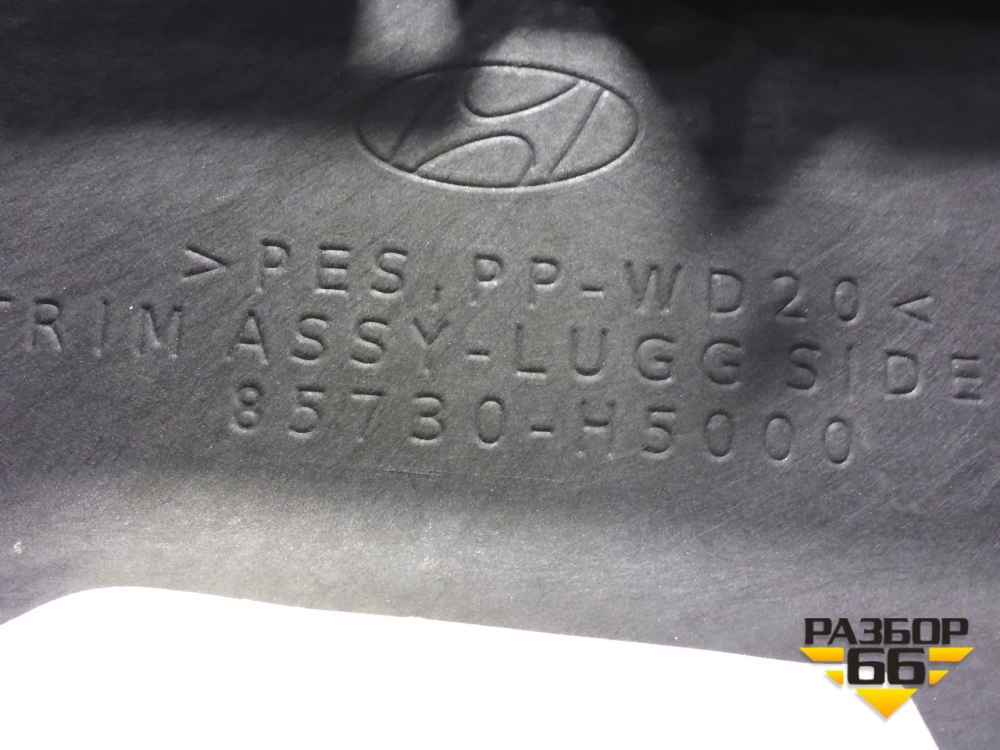 >PES,PP-WD20<
TRIM ASSY-LUGG SIDE
85730-H5000
РАЗБОР
66